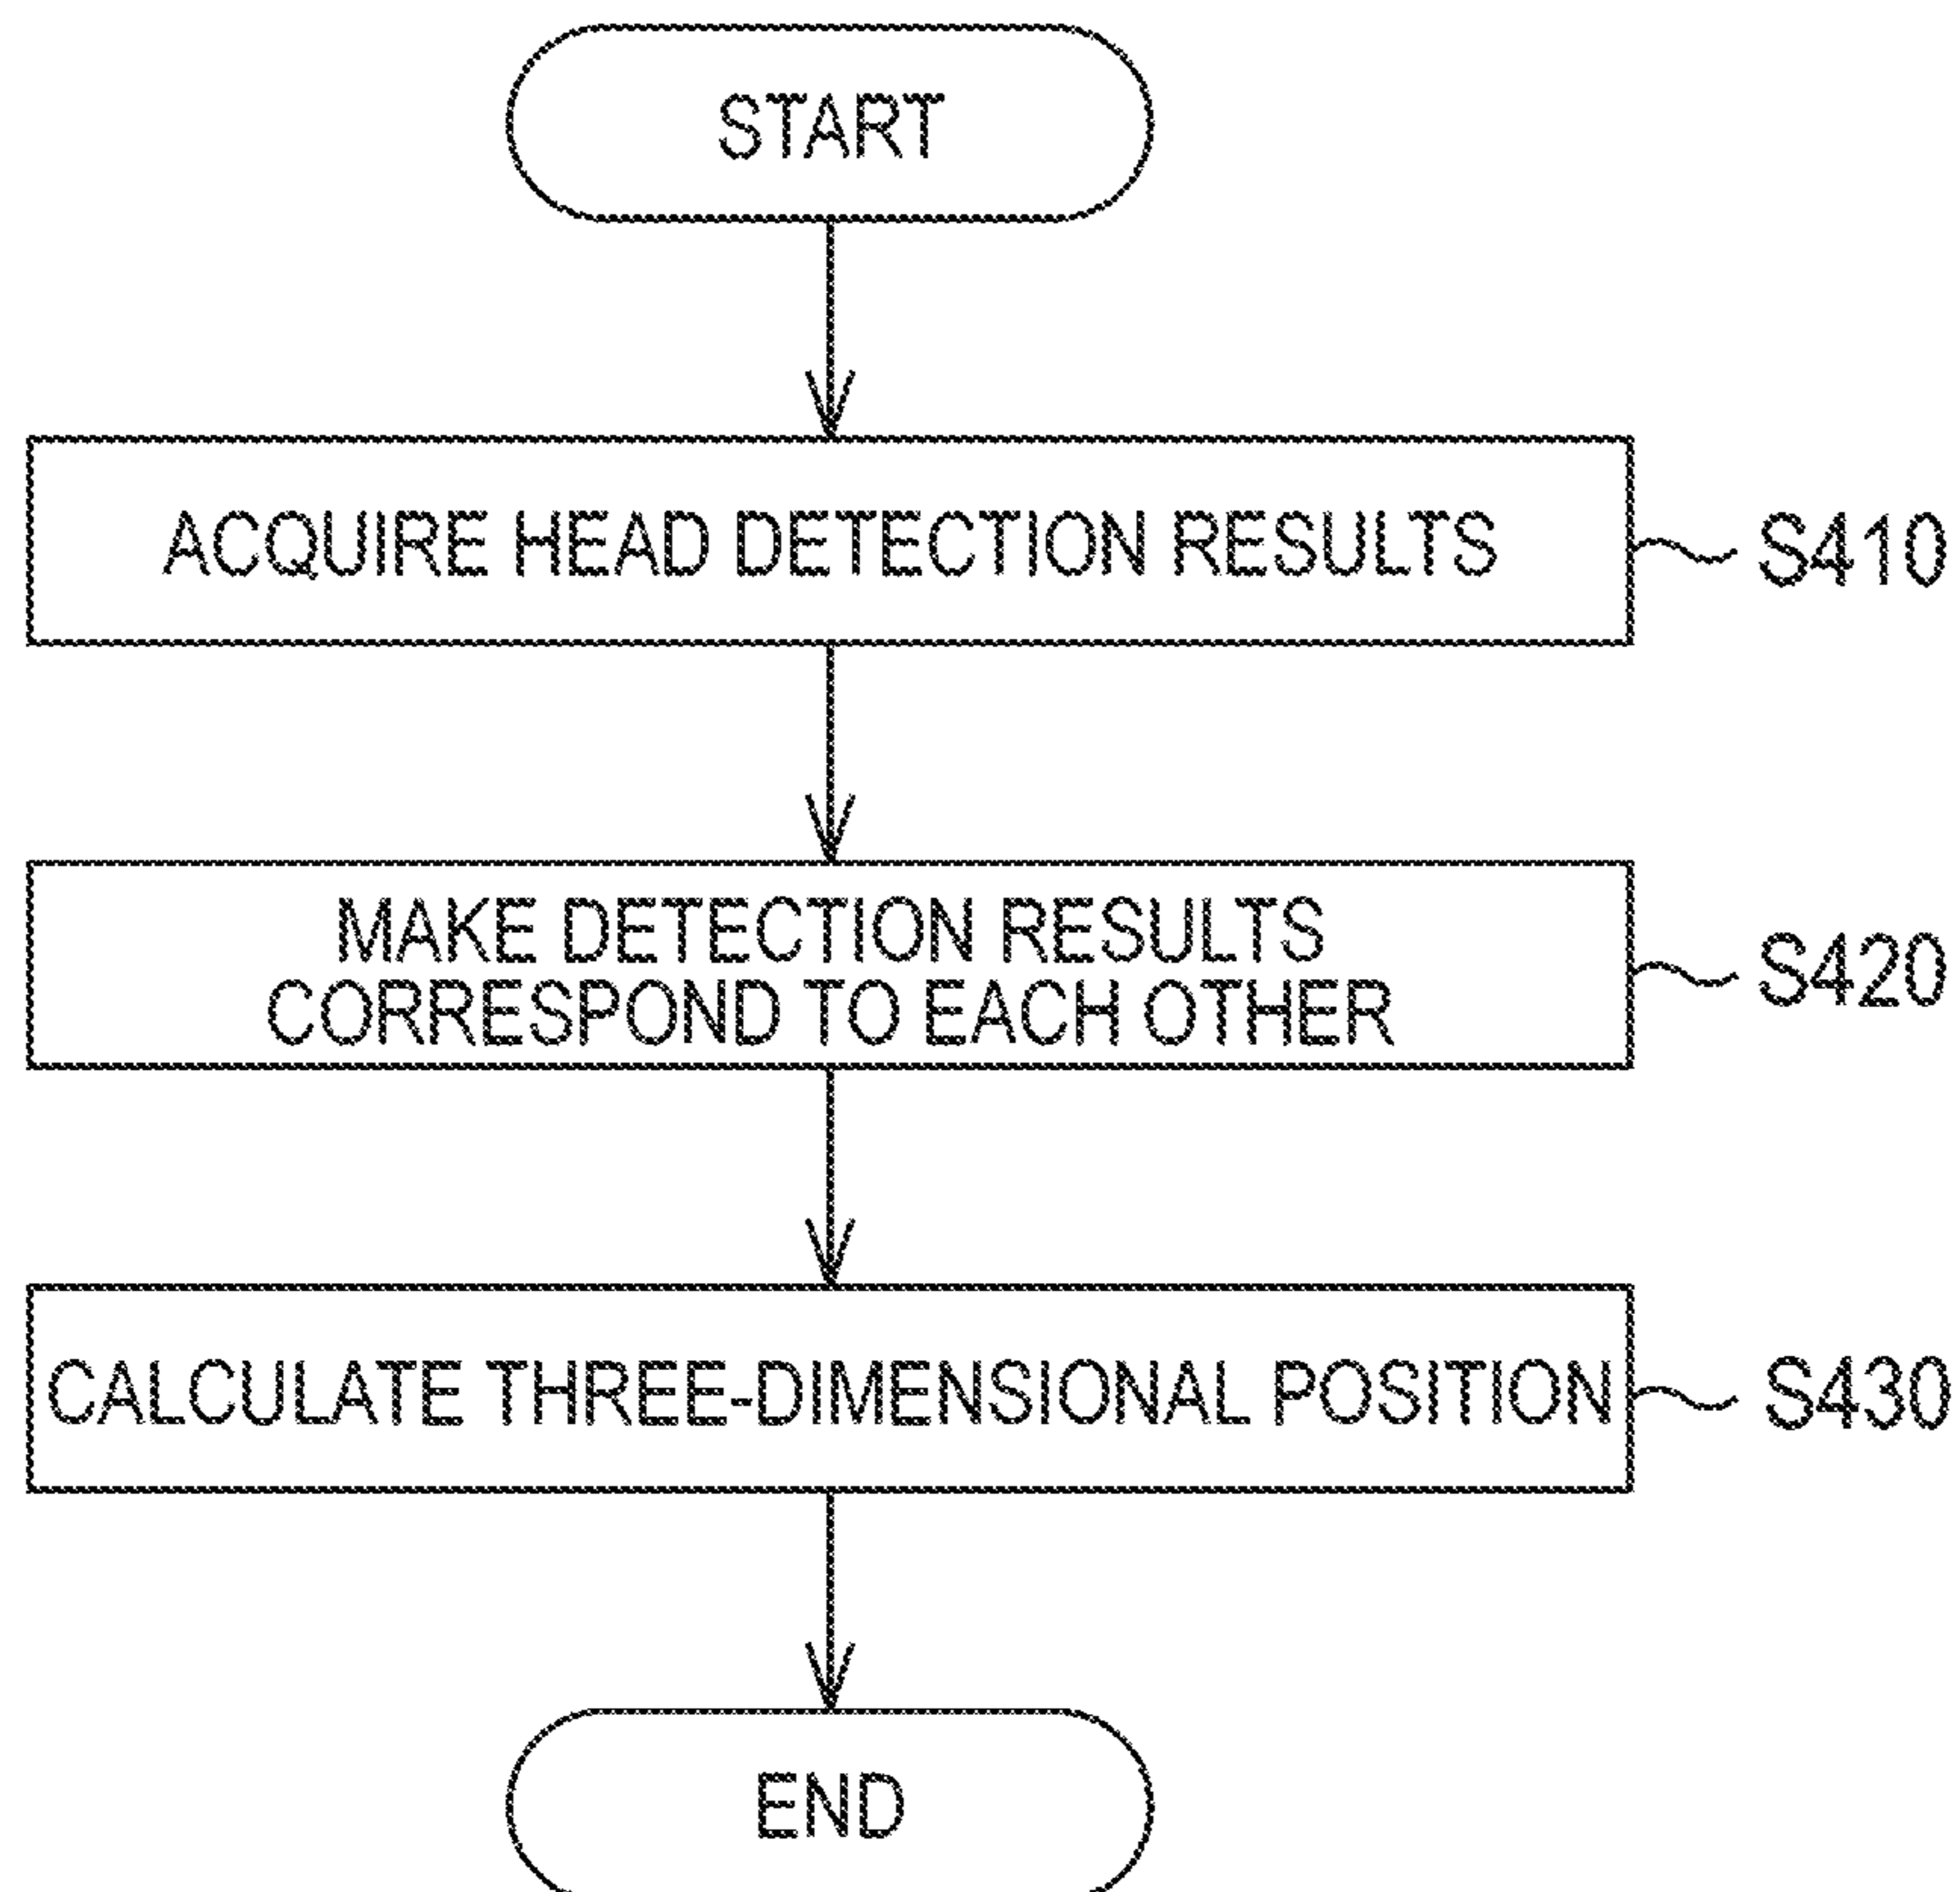 START
ACQUIRE HEAD DETECTION RESULTS
S410
MAKE DETECTION RESULTS
CORRESPOND TO EACH OTHER
S420
CALCULATE THREE-DIMENSIONAL POSITION
S430
END